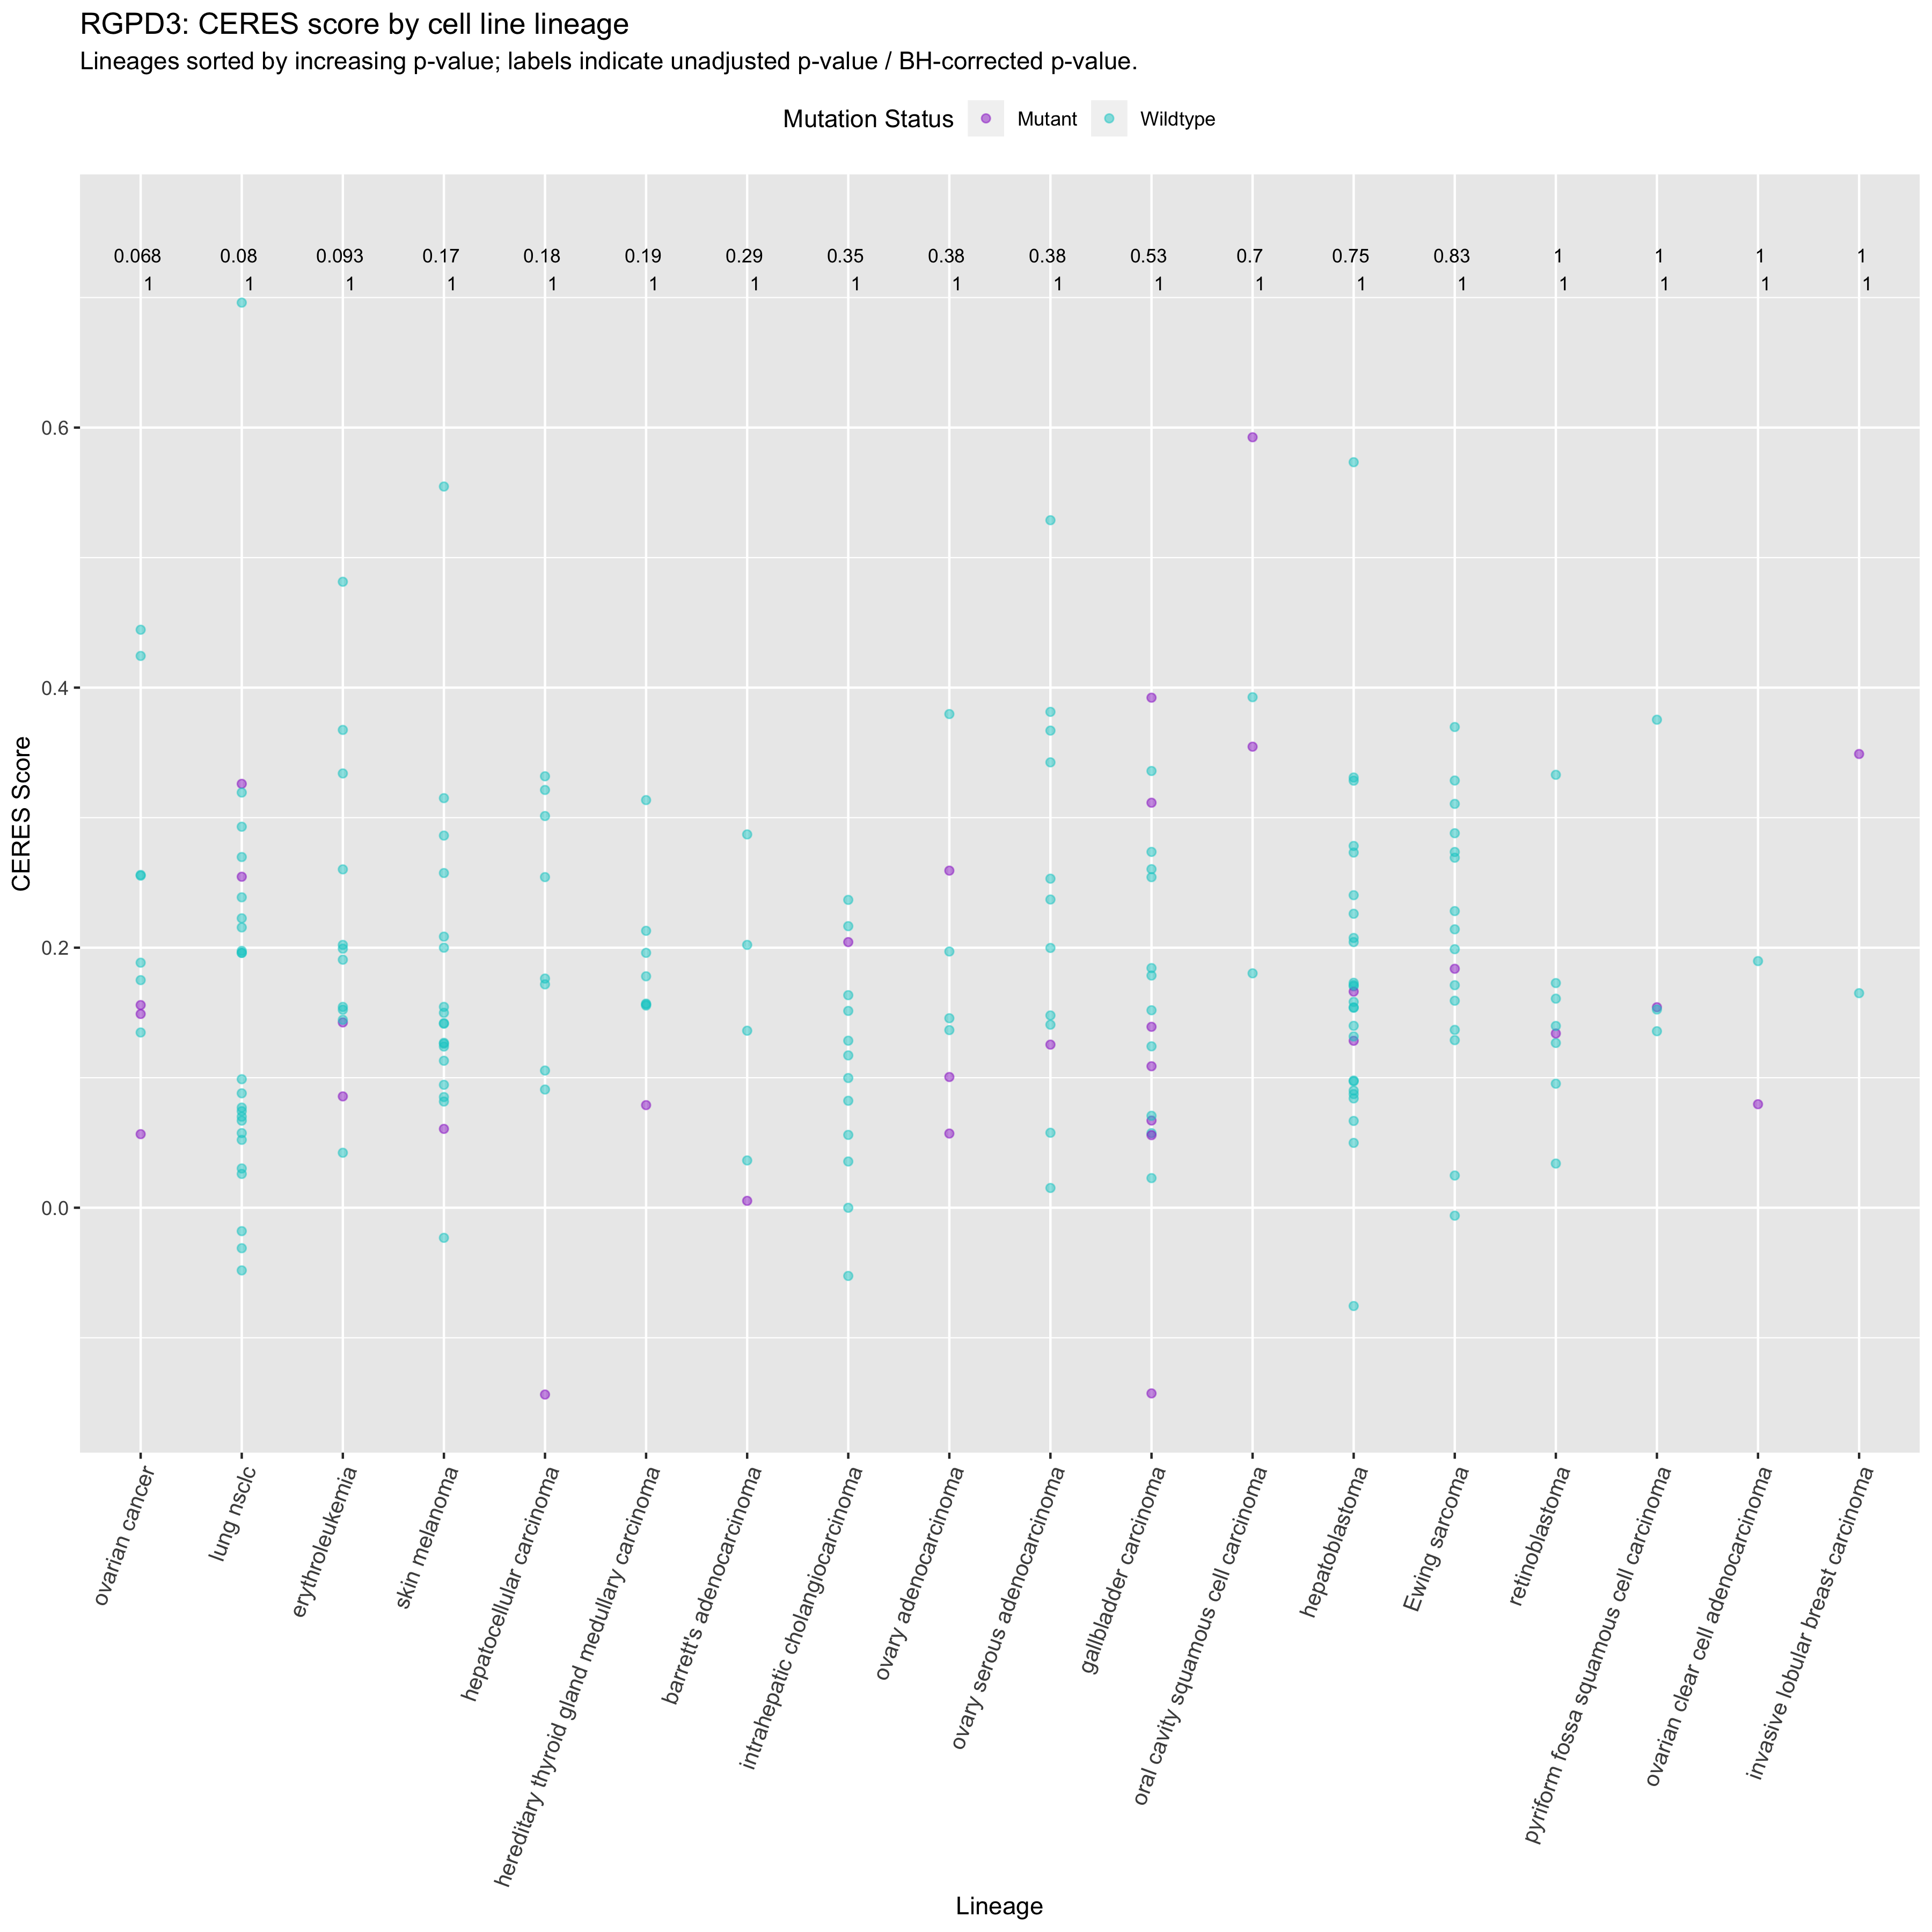 RGPD3: CERES score by cell line lineage
Lineages sorted by increasing p-value; labels indicate unadjusted p-value / BH-corrected p-value.
Mutation Status Mutant Wildtype
0.068 0.08 0.093 0.17 0.18 0.19 0.29 0.35 0.38 0.38 0.53 0.7 0.75 0.83 1 1 1 1
1 1 1 1 1 1 1 1 1 1 1 1 1 1 1 1 1 1
0.6
0.4
0.2
0.0
CERES Score
ovarian cancer
lung nsclc
erythroleukemia
skin melanoma
hepatocellular carcinoma
hereditary thyroid gland medullary carcinoma
barrett's adenocarcinoma
intrahepatic cholangiocarcinoma
ovary adenocarcinoma
ovary serous adenocarcinoma
gallbladder carcinoma
oral cavity squamous cell carcinoma
hepatoblastoma
Ewing sarcoma
retinoblastoma
pyriform fossa squamous cell carcinoma
ovarian clear cell adenocarcinoma
invasive lobular breast carcinoma
Lineage